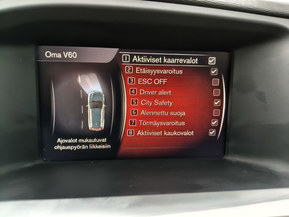 Oma V60
1 Aktiiviset kaarrevalot
2 Etäisyysvaroitus
3 ESC OFF
4 Driver alert
5 City Safety
6 Alennettu suoja
7 Törmäysvaroitus
8 Aktiiviset kaukovalot
Ajovalot mukautuvat
ohjauspyörän liikkeisiin